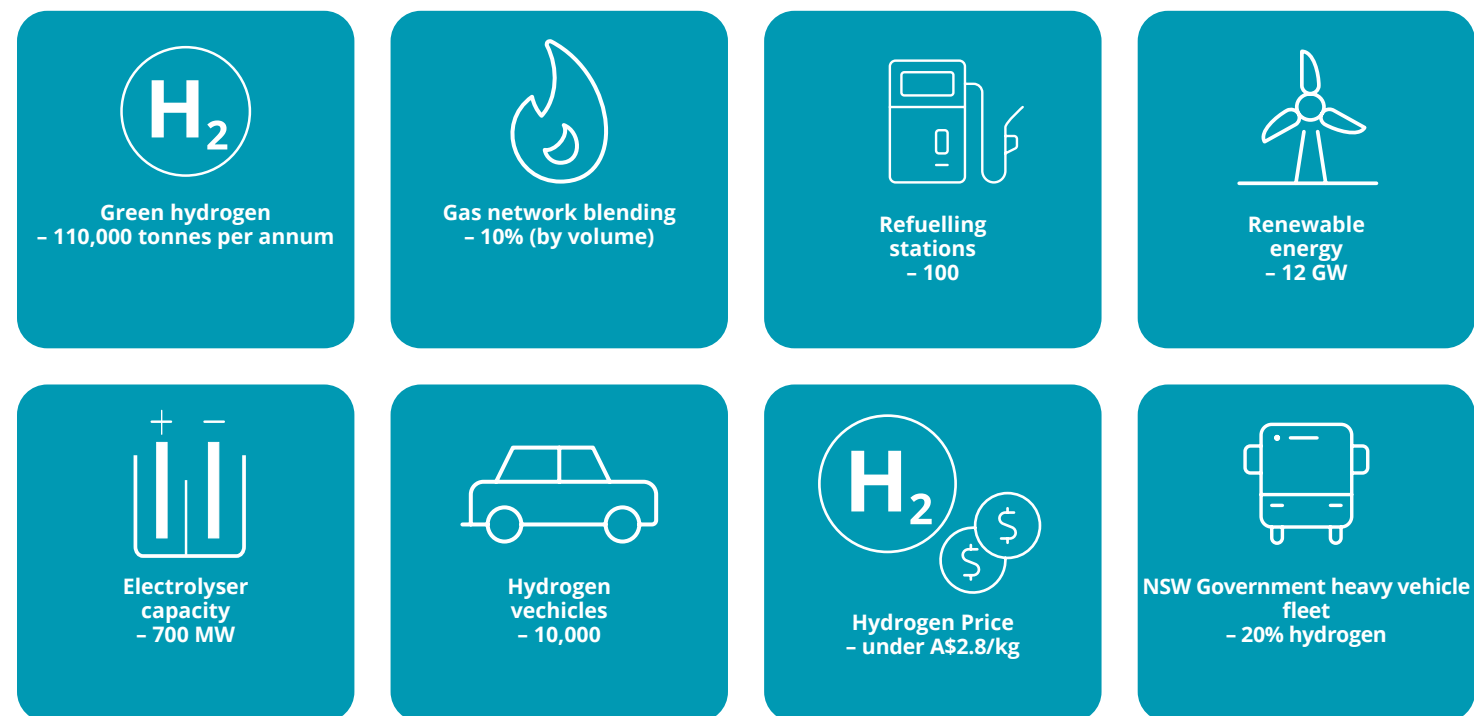 H2
Green hydrogen
– 110,000 tonnes per annum
Gas network blending
– 10% (by volume)
Refuelling
stations
– 100
Renewable
energy
– 12 GW
+ –
Electrolyser
capacity
– 700 MW
Hydrogen
vechicles
– 10,000
H2
$
$
Hydrogen Price
– under A$2.8/kg
NSW Government heavy vehicle
fleet
– 20% hydrogen